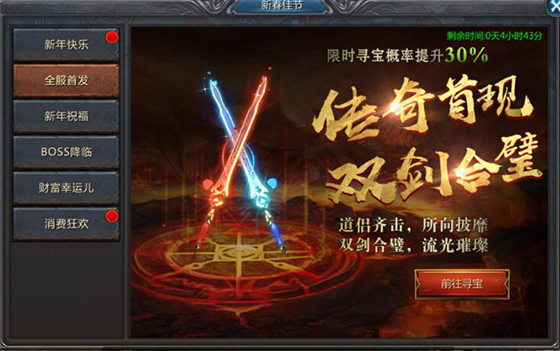 新春佳节
新年快乐
全服首发
新年祝福
BOSS降临
财富幸运儿
消费狂欢
剩余时间:0天4小时43分
限时寻宝概率提升30%
传奇首现
双剑合璧
道侣齐击，所向披靡
双剑合璧，流光璀璨
前往寻宝